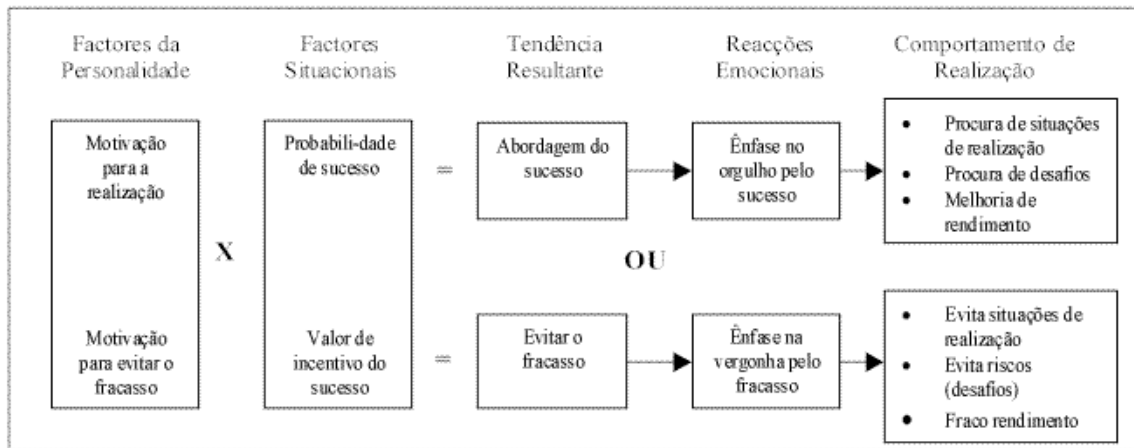 Factores da
Personalidade
Factores
Situacionais
Tendência
Resultante
Reacções
Emocionais
Comportamento de
Realização
Motivação
para a
realização
Motivação
para evitar o
fracasso
X
Probabili-dade
de sucesso
Valor de
incentivo do
sucesso
=
Abordagem do
sucesso
Ênfase no
orgulho pelo
sucesso
• Procura de situações
de realização
• Procura de desafios
• Melhoria de
rendimento
OU
=
Evitar o
fracasso
Ênfase na
vergonha pelo
fracasso
• Evita situações de
realização
• Evita riscos
(desafios)
• Fraco rendimento